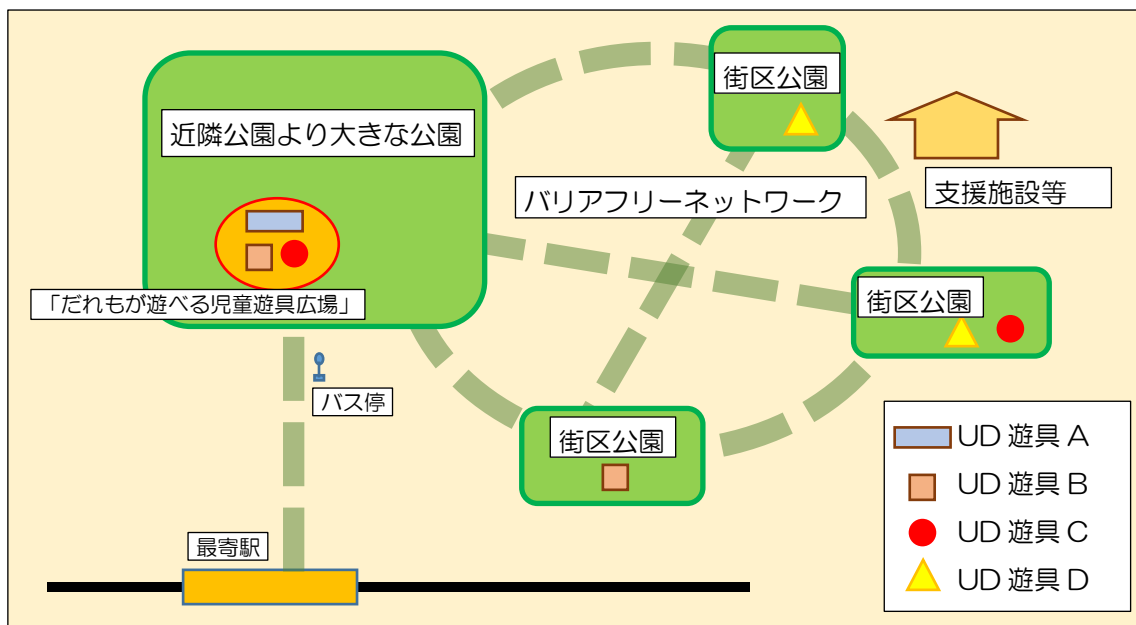 街区公園
近隣公園より大きな公園
バリアフリーネットワーク
支援施設等
「だれもが遊べる児童遊具広場」
街区公園
バス停
街区公園
最寄駅
UD 遊具 A
UD 遊具 B
UD 遊具 C
UD 遊具 D